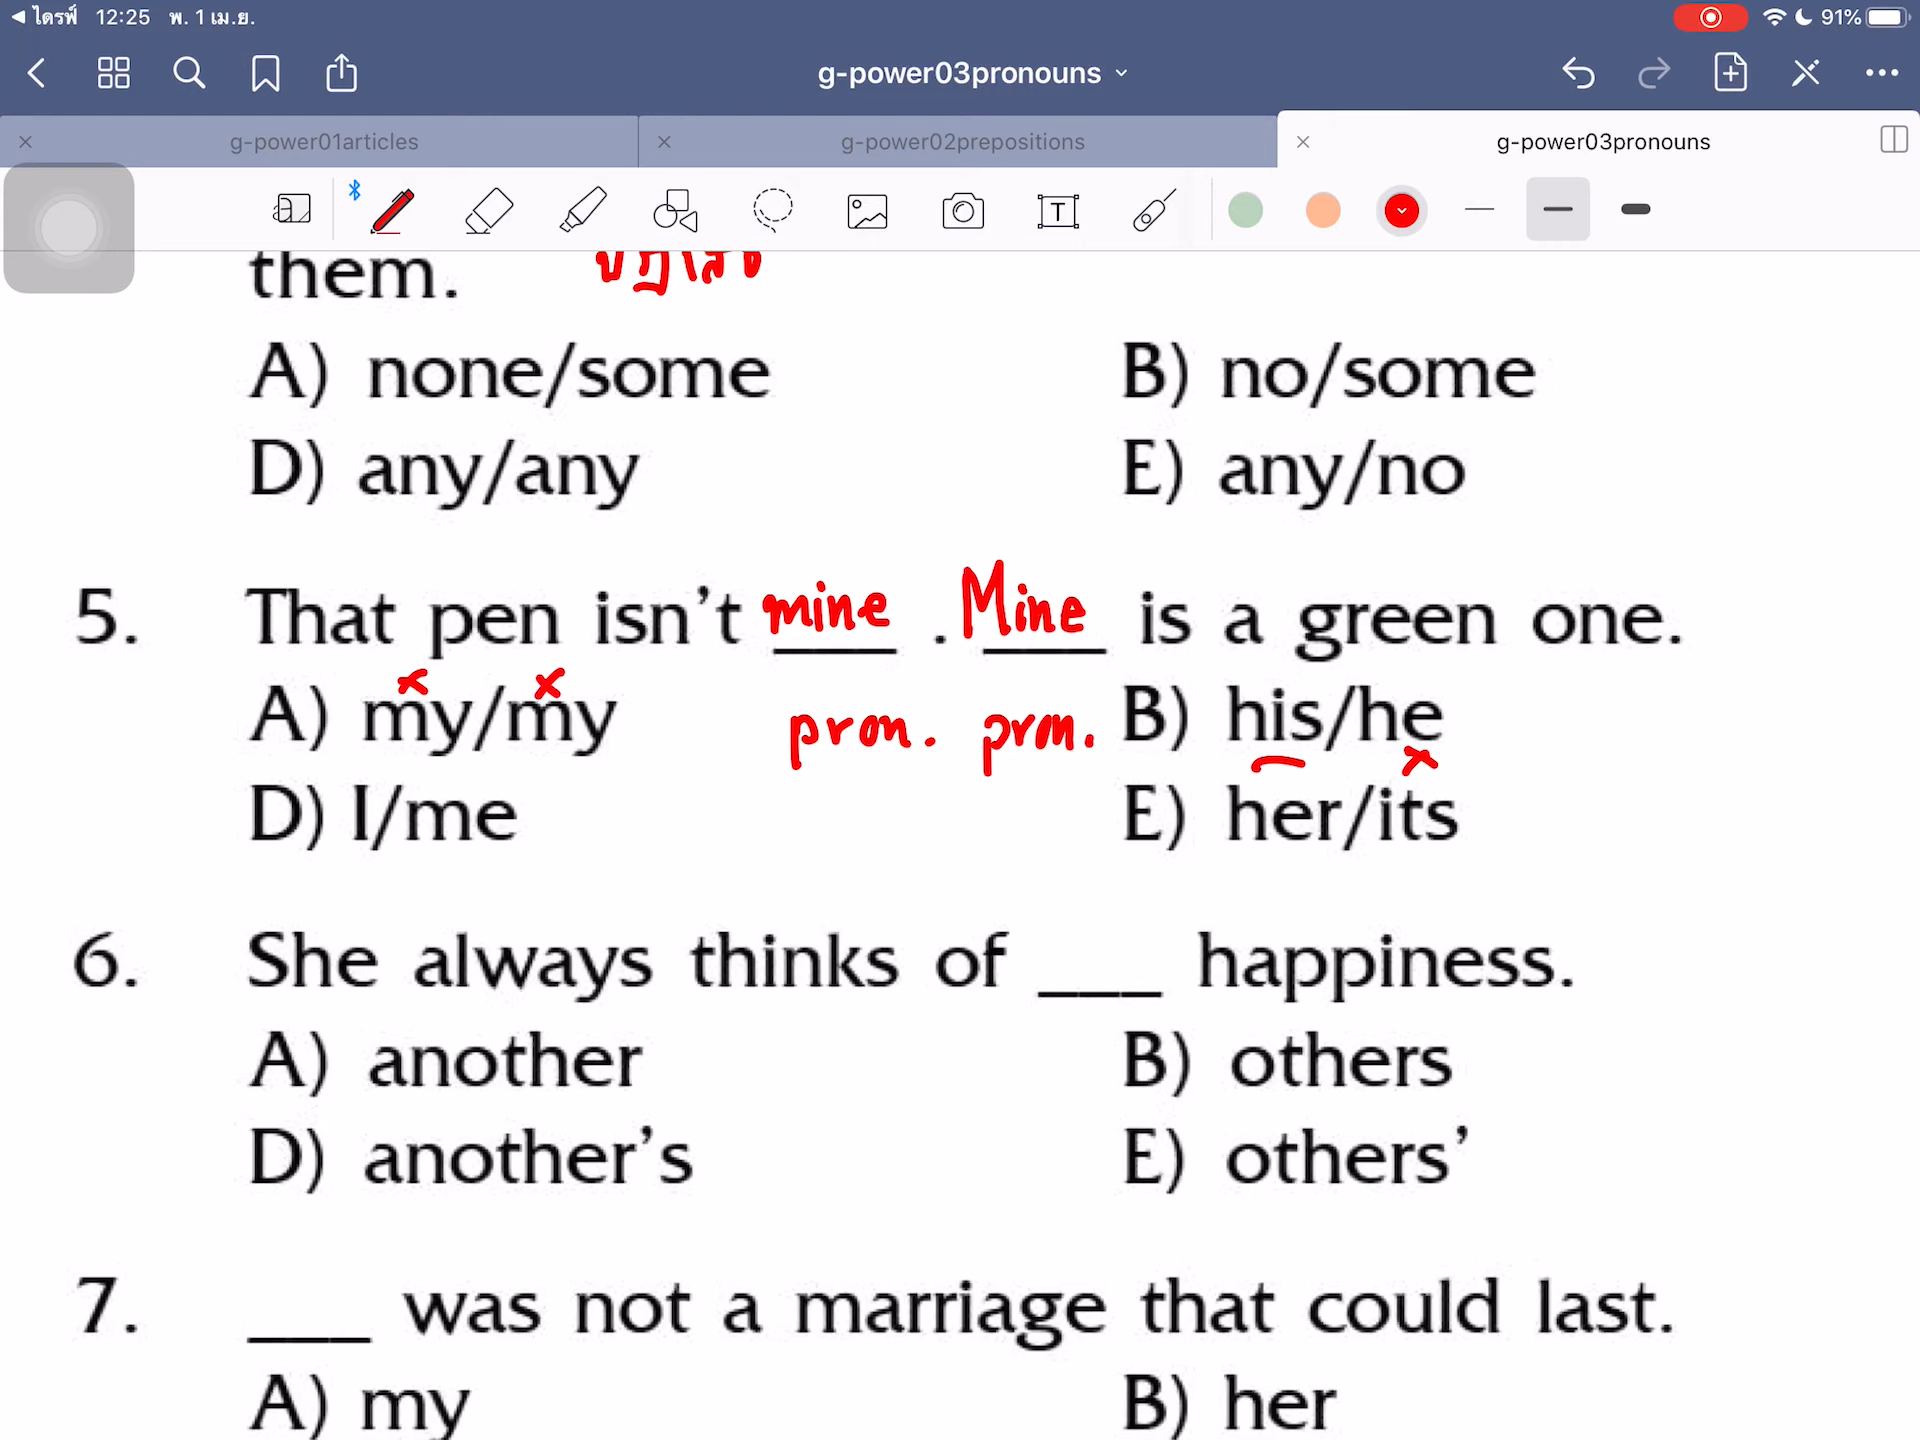 ไดรฟ์ 12:25 พ. 1 เม.ย. 91%
g-power03pronouns
g-power01articles g-power02prepositions g-power03pronouns
them.
A) none/some B) no/some
D) any/any E) any/no
5. That pen isn't mine . Mine is a green one.
A) my/my pron. pron. B) his/he
D) I/me E) her/its
6. She always thinks of ___ happiness.
A) another B) others
D) another's E) others'
7. ___ was not a marriage that could last.
A) my B) her